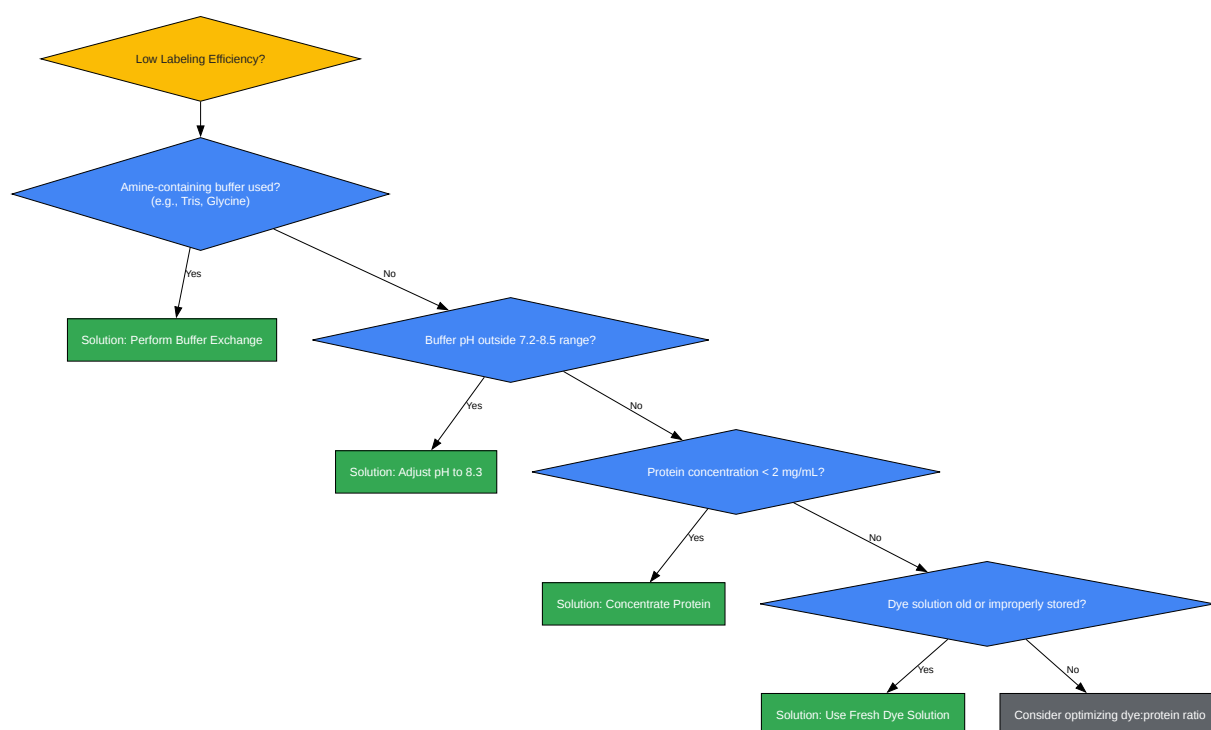 Low Labeling Efficiency?
Amine-containing buffer used?
(e.g., Tris, Glycine)
Yes
No
Solution: Perform Buffer Exchange
Buffer pH outside 7.2-8.5 range?
Yes
No
Solution: Adjust pH to 8.3
Protein concentration < 2 mg/mL?
Yes
No
Solution: Concentrate Protein
Dye solution old or improperly stored?
Yes
No
Solution: Use Fresh Dye Solution
Consider optimizing dye:protein ratio